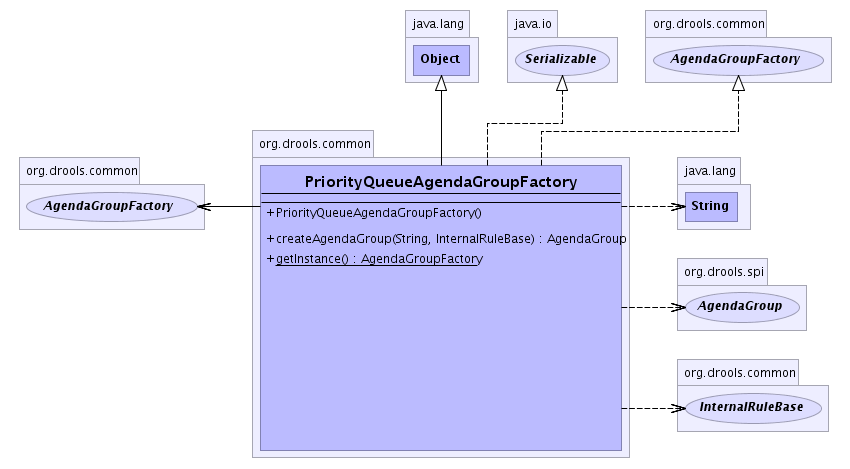 java.lang
Object
java.io
Serializable
org.drools.common
AgendaGroupFactory
org.drools.common
AgendaGroupFactory
org.drools.common
PriorityQueueAgendaGroupFactory
+ PriorityQueueAgendaGroupFactory()
+ createAgendaGroup(String, InternalRuleBase) : AgendaGroup
+ getInstance() : AgendaGroupFactory
java.lang
String
org.drools.spi
AgendaGroup
org.drools.common
InternalRuleBase